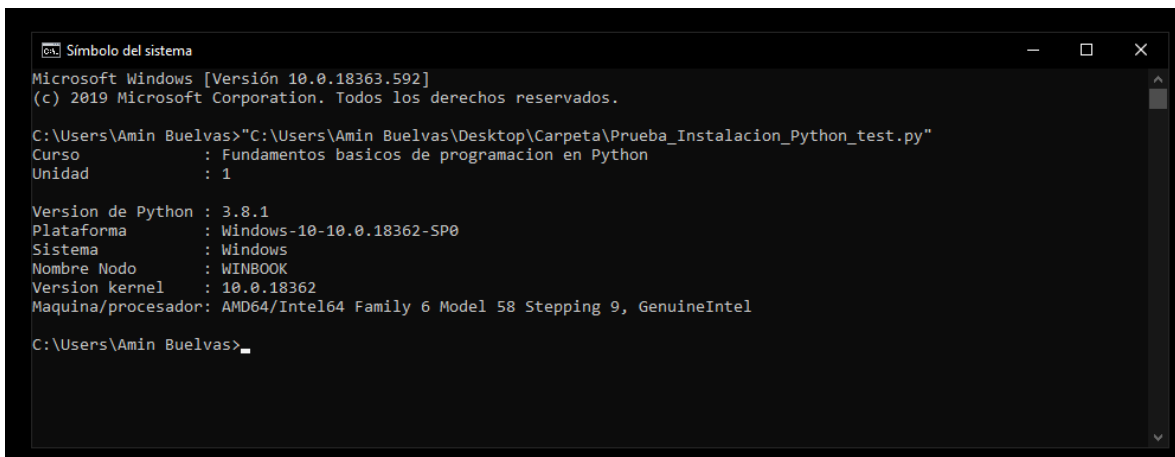 Símbolo del sistema
Microsoft Windows [Versión 10.0.18363.592]
(c) 2019 Microsoft Corporation. Todos los derechos reservados.
C:\Users\Amin Buelvas>"C:\Users\Amin Buelvas\Desktop\Carpeta\Prueba_Instalacion_Python_test.py"
Curso            : Fundamentos basicos de programacion en Python
Unidad           : 1
Version de Python : 3.8.1
Plataforma       : Windows-10-10.0.18362-SP0
Sistema          : Windows
Nombre Nodo      : WINBOOK
Version kernel   : 10.0.18362
Maquina/procesador: AMD64/Intel64 Family 6 Model 58 Stepping 9, GenuineIntel
C:\Users\Amin Buelvas>